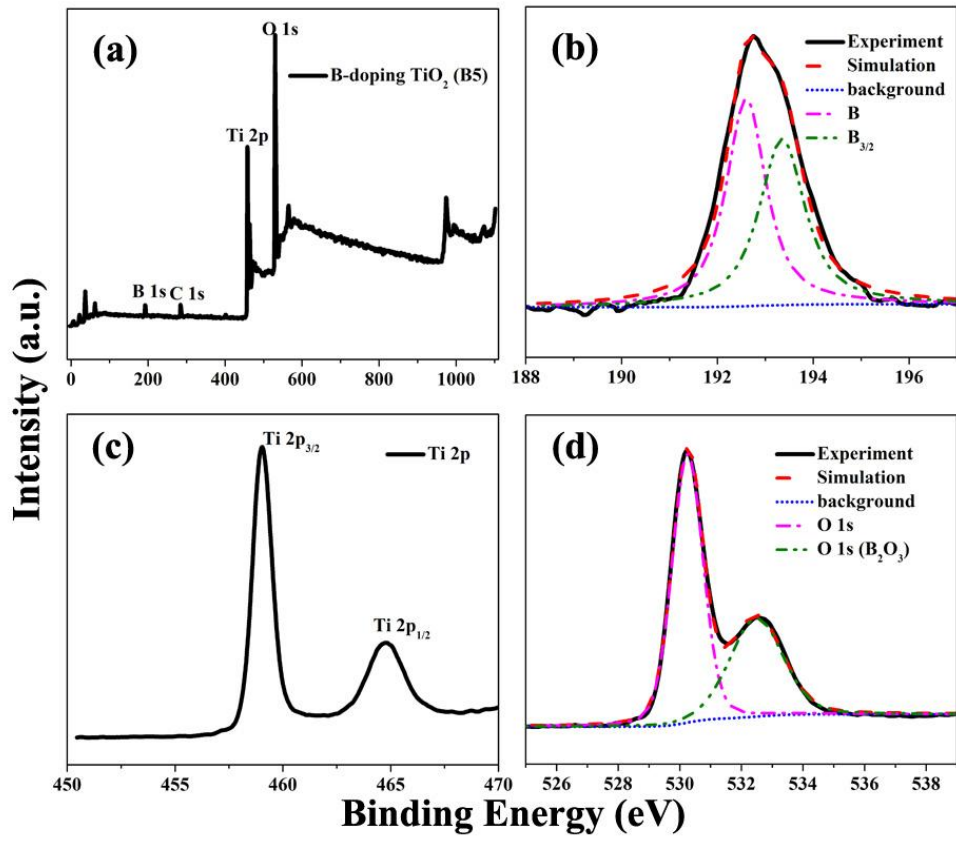 (a)
O 1s
B-doping TiO₂ (B5)
Ti 2p
B 1s
C 1s
0 200 400 600 800 1000
(b)
Experiment
Simulation
background
B
B₃/₂
188 190 192 194 196
(c)
Ti 2p₃/₂
Ti 2p
Ti 2p₁/₂
450 455 460 465 470
(d)
Experiment
Simulation
background
O 1s
O 1s (B₂O₃)
526 528 530 532 534 536 538
Intensity (a.u.)
Binding Energy (eV)